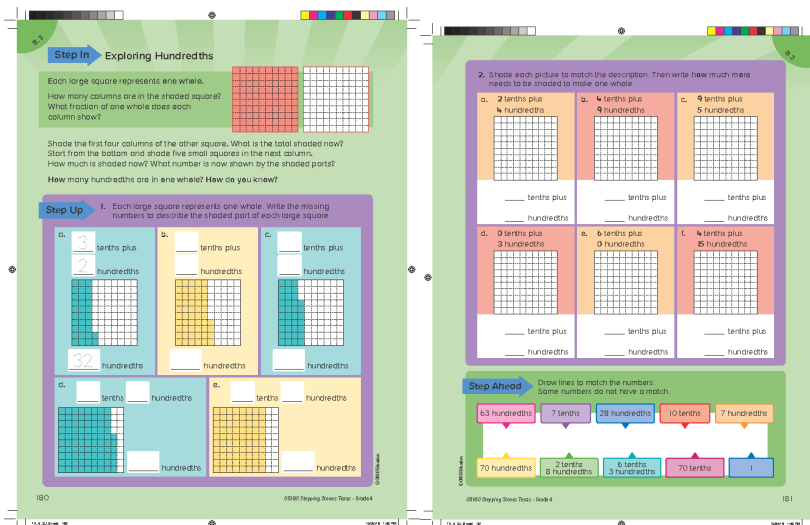 8.3
Step In Exploring Hundredths
Each large square represents one whole.
How many columns are in the shaded square?
What fraction of one whole does each
column show?
Shade the first four columns of the other square. What is the total shaded now?
Start from the bottom and shade five small squares in the next column.
How much is shaded now? What number is now shown by the shaded parts?
How many hundredths are in one whole? How do you know?
Step Up 1. Each large square represents one whole. Write the missing
numbers to describe the shaded part of each large square.
a. 3 tenths plus
2 hundredths
32 hundredths
b. tenths plus
hundredths
hundredths
c. tenths plus
hundredths
hundredths
d. tenths hundredths
hundredths
e. tenths hundredths
hundredths
180
ORIGO Stepping Stones Texas - Grade 4
8.3
2. Shade each picture to match the description. Then write how much more
needs to be shaded to make one whole.
a. 2 tenths plus
4 hundredths
tenths plus
hundredths
b. 4 tenths plus
9 hundredths
tenths plus
hundredths
c. 9 tenths plus
5 hundredths
tenths plus
hundredths
d. 0 tenths plus
3 hundredths
tenths plus
hundredths
e. 6 tenths plus
0 hundredths
tenths plus
hundredths
f. 4 tenths plus
15 hundredths
tenths plus
hundredths
Step Ahead Draw lines to match the numbers.
Some numbers do not have a match.
63 hundredths 7 tenths 28 hundredths 10 tenths 7 hundredths
70 hundredths 2 tenths 6 tenths 70 tenths 1
8 hundredths 3 hundredths
ORIGO Stepping Stones Texas - Grade 4
181